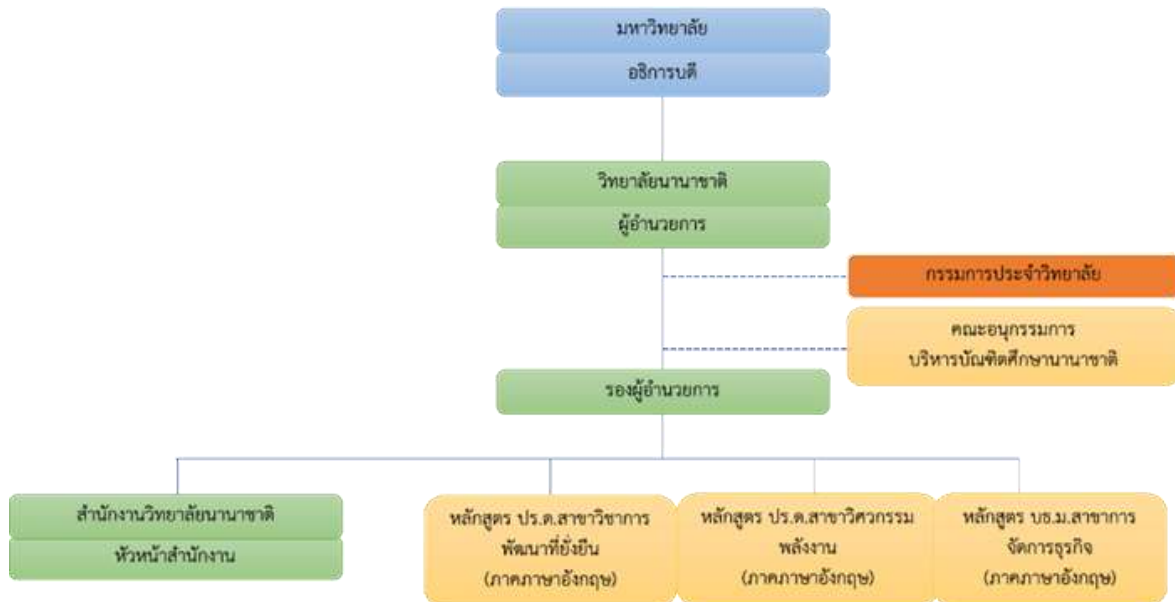 มหาวิทยาลัย
อธิการบดี
วิทยาลัยนานาชาติ
ผู้อำนวยการ
กรรมการประจำวิทยาลัย
คณะอนุกรรมการ
บริหารบัณฑิตศึกษานานาชาติ
รองผู้อำนวยการ
สำนักงานวิทยาลัยนานาชาติ
หัวหน้าสำนักงาน
หลักสูตร ปร.ด.สาขาวิชาการ
พัฒนาที่ยั่งยืน
(ภาคภาษาอังกฤษ)
หลักสูตร ปร.ด.สาขาวิศวกรรม
พลังงาน
(ภาคภาษาอังกฤษ)
หลักสูตร บธ.ม.สาขาการ
จัดการธุรกิจ
(ภาคภาษาอังกฤษ)